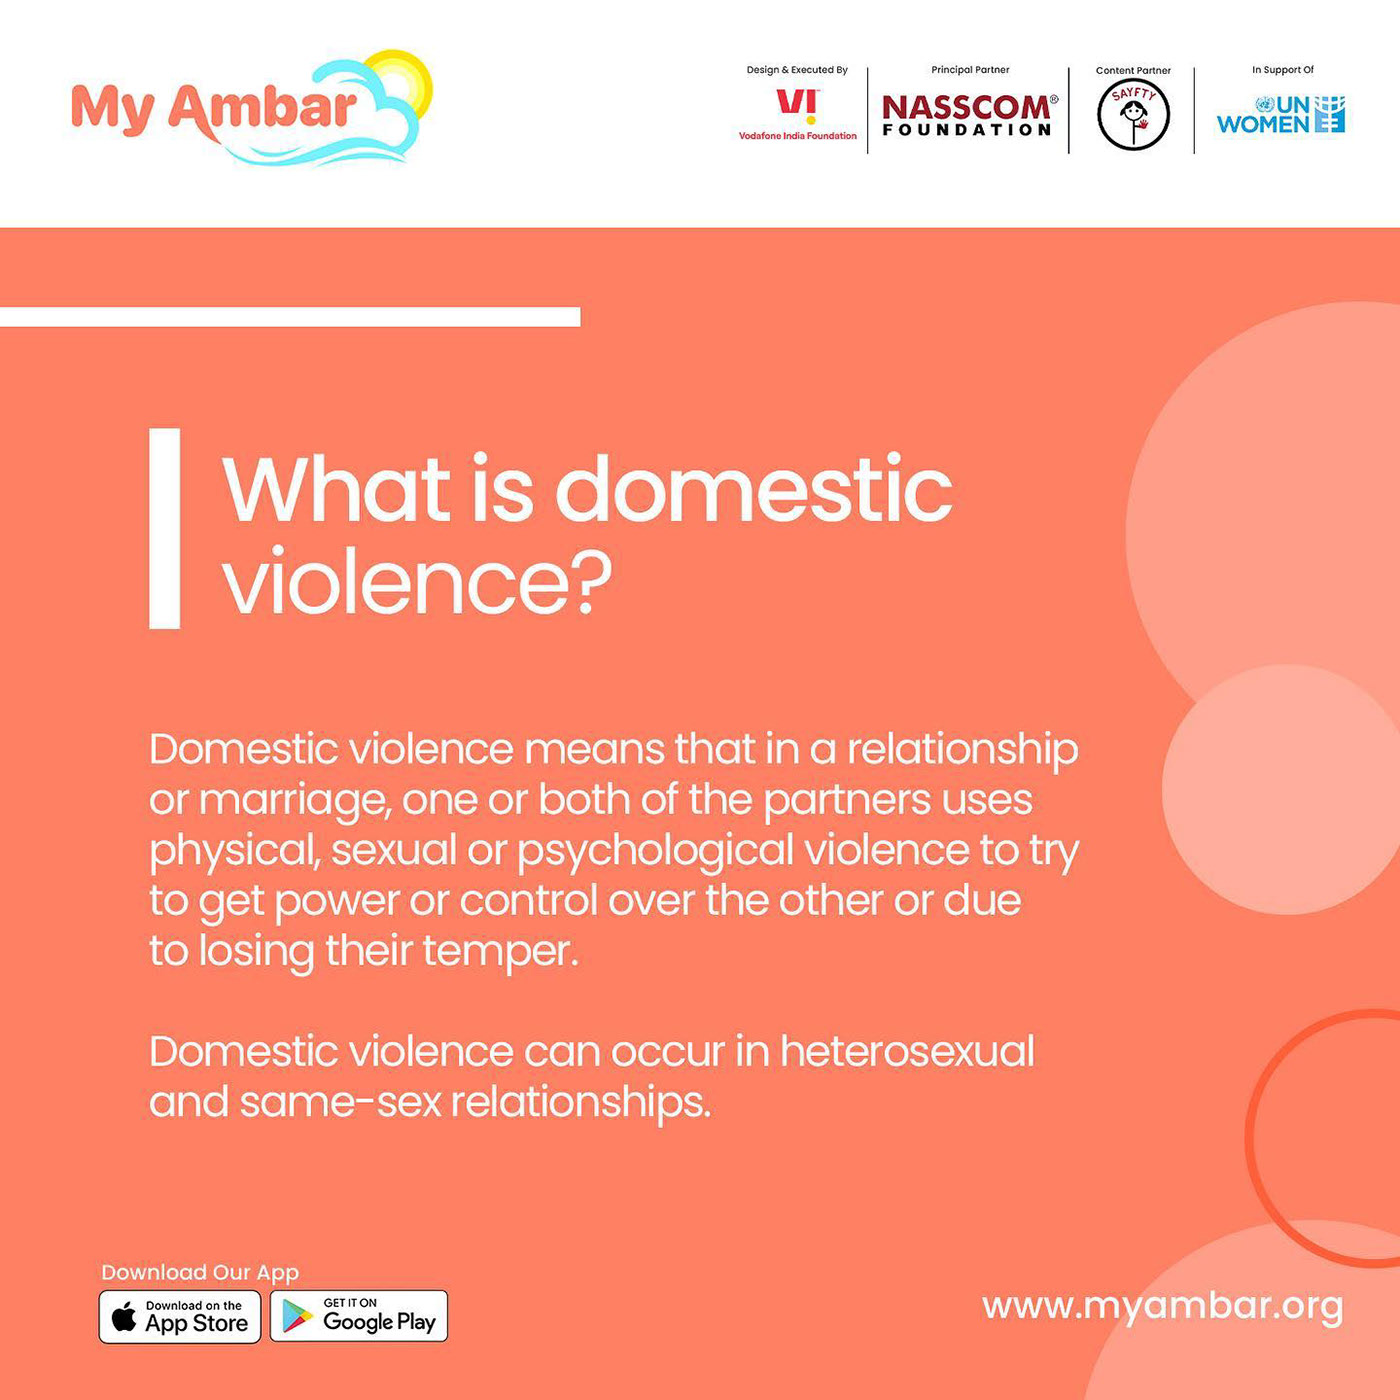 My Ambar
Design & Executed By
VI
Vodafone India Foundation
Principal Partner
NASSCOM®
FOUNDATION
Content Partner
SAYFTY
In Support Of
UN
WOMEN
What is domestic
violence?
Domestic violence means that in a relationship
or marriage, one or both of the partners uses
physical, sexual or psychological violence to try
to get power or control over the other or due
to losing their temper.
Domestic violence can occur in heterosexual
and same-sex relationships.
Download Our App
Download on the
App Store
GET IT ON
Google Play
www.myambar.org